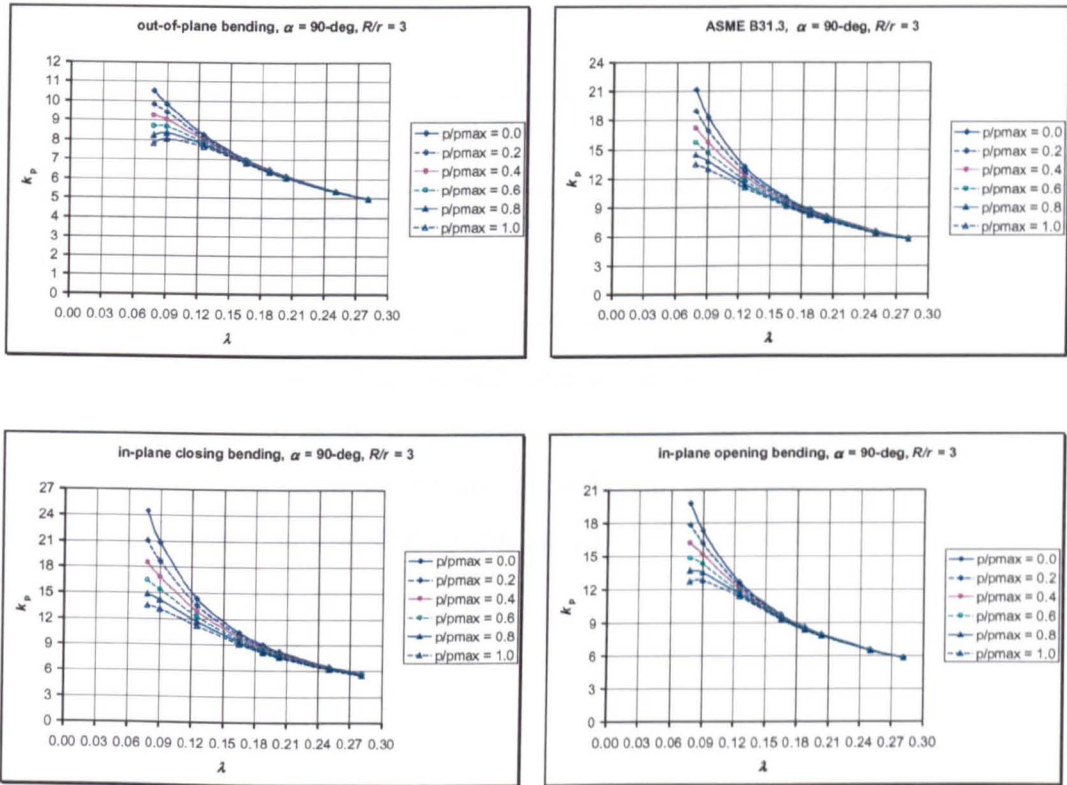 out-of-plane bending, α = 90-deg, R/r = 3
12
11
10
9
8
7
6
5
4
3
2
1
0
kp
0.00 0.03 0.06 0.09 0.12 0.15 0.18 0.21 0.24 0.27 0.30
λ
p/pmax = 0.0
p/pmax = 0.2
p/pmax = 0.4
p/pmax = 0.6
p/pmax = 0.8
p/pmax = 1.0
ASME B31.3, α = 90-deg, R/r = 3
24
21
18
15
12
9
6
3
0
kp
0.00 0.03 0.06 0.09 0.12 0.15 0.18 0.21 0.24 0.27 0.30
λ
p/pmax = 0.0
p/pmax = 0.2
p/pmax = 0.4
p/pmax = 0.6
p/pmax = 0.8
p/pmax = 1.0
in-plane closing bending, α = 90-deg, R/r = 3
27
24
21
18
15
12
9
6
3
0
kp
0.00 0.03 0.06 0.09 0.12 0.15 0.18 0.21 0.24 0.27 0.30
λ
p/pmax = 0.0
p/pmax = 0.2
p/pmax = 0.4
p/pmax = 0.6
p/pmax = 0.8
p/pmax = 1.0
in-plane opening bending, α = 90-deg, R/r = 3
21
18
15
12
9
6
3
0
kp
0.00 0.03 0.06 0.09 0.12 0.15 0.18 0.21 0.24 0.27 0.30
λ
p/pmax = 0.0
p/pmax = 0.2
p/pmax = 0.4
p/pmax = 0.6
p/pmax = 0.8
p/pmax = 1.0